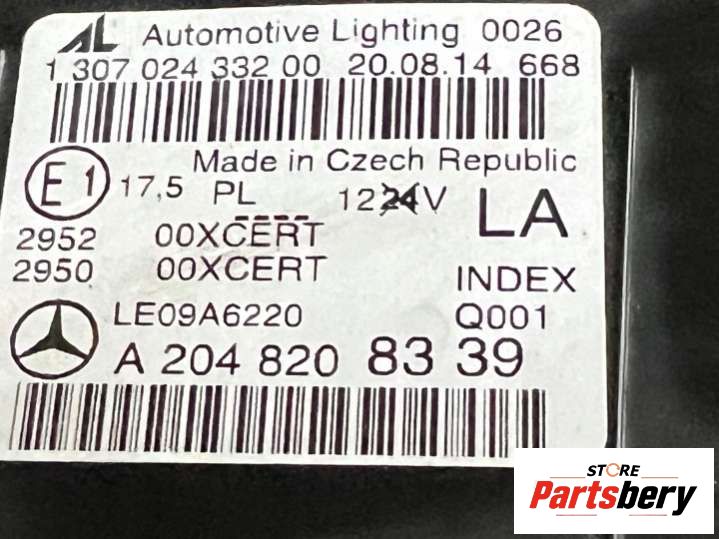 AL Automotive Lighting 0026
1 307 024 332 00 20.08.14 668
Made in Czech Republic
E1 17,5 PL 1224V LA
2952 00XCERT
2950 00XCERT INDEX
LE09A6220 Q001
A 204 820 83 39
STORE
Partsbery